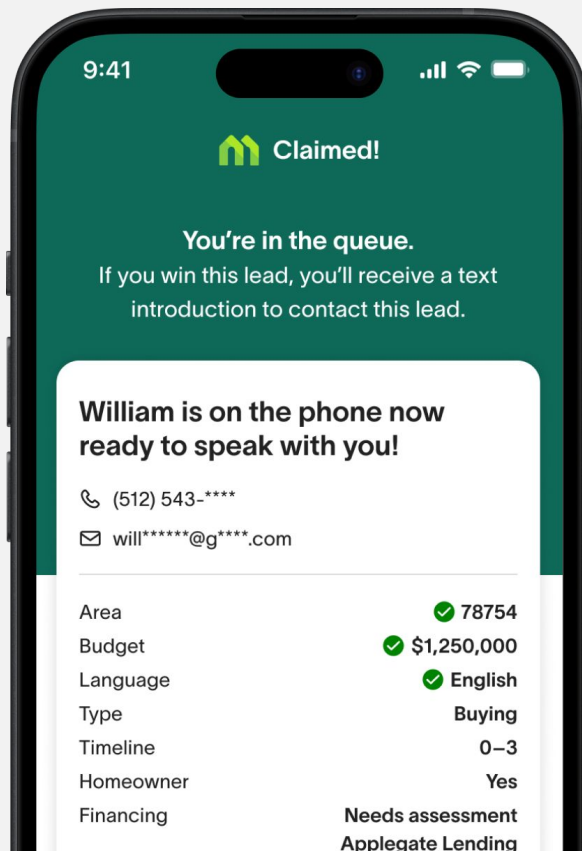 9:41
Claimed!
You're in the queue.
If you win this lead, you'll receive a text
introduction to contact this lead.
William is on the phone now
ready to speak with you!
(512) 543-****
will******@g****.com
Area 78754
Budget $1,250,000
Language English
Type Buying
Timeline 0–3
Homeowner Yes
Financing Needs assessment
Applegate Lending